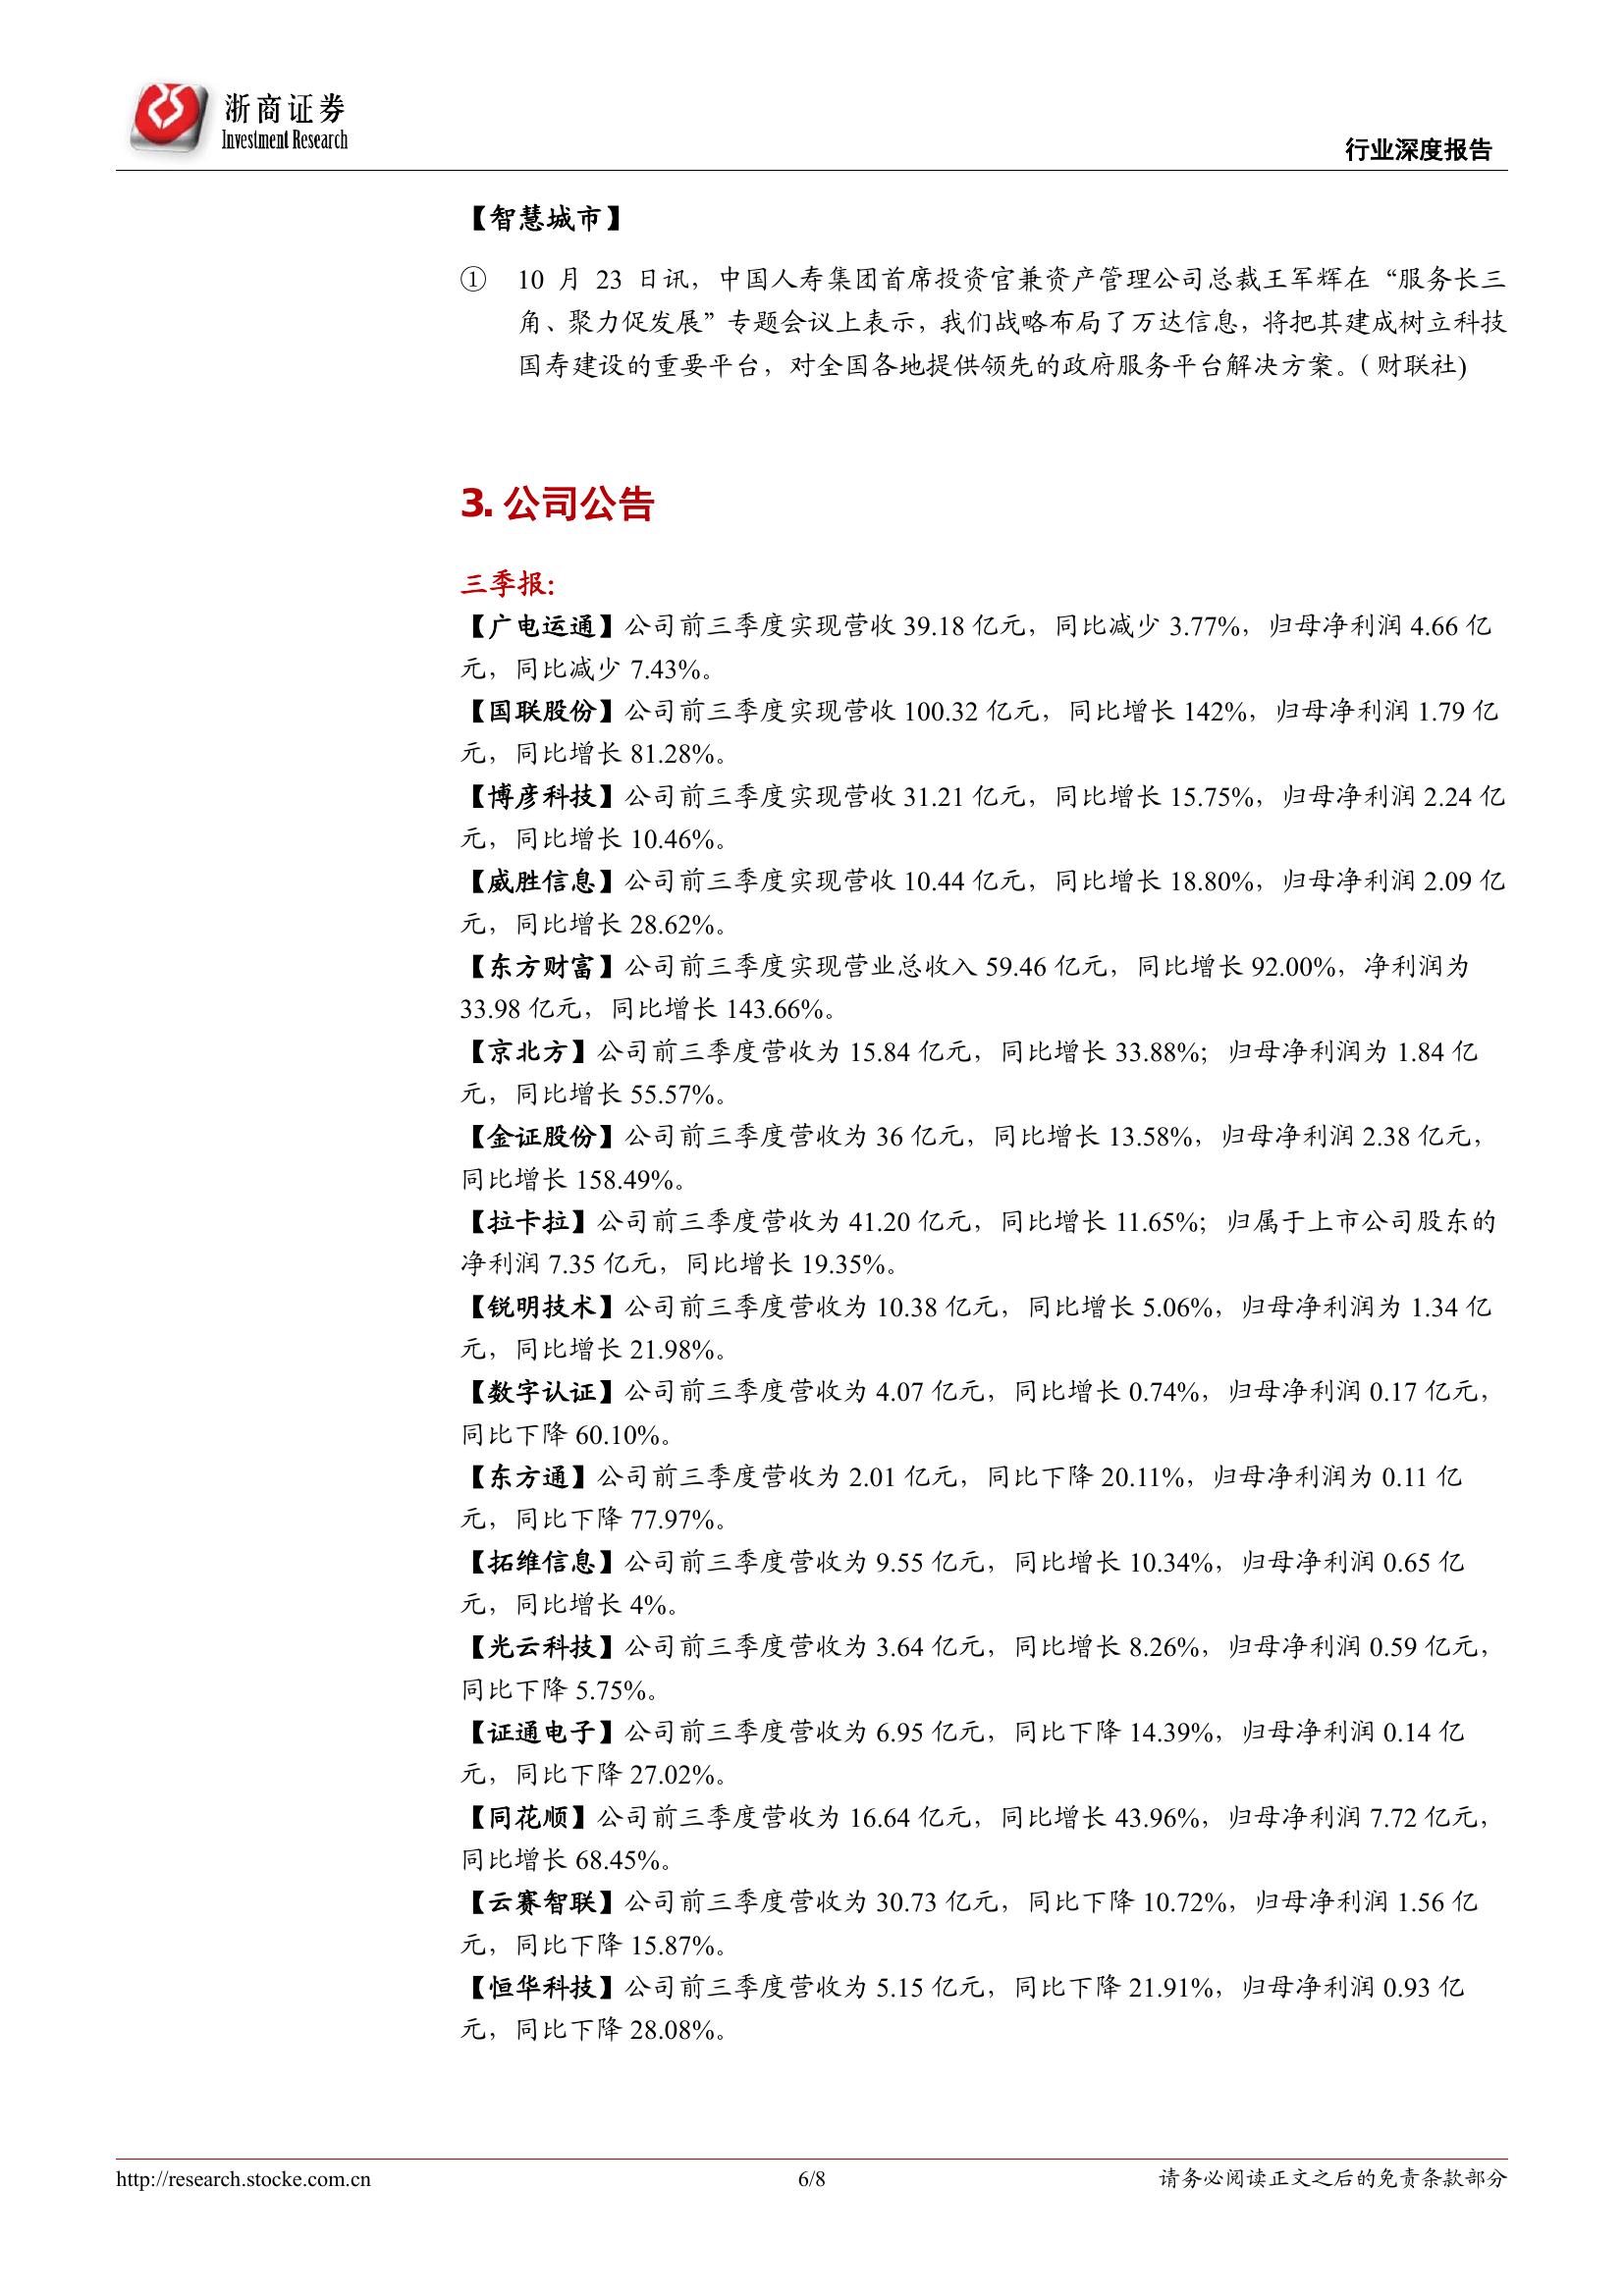 浙商证券
Investment Research
行业深度报告
【智慧城市】
① 10 月 23 日讯，中国人寿集团首席投资官兼资产管理公司总裁王军辉在“服务长三
角、聚力促发展”专题会议上表示，我们战略布局了万达信息，将把其建成树立科技
国寿建设的重要平台，对全国各地提供领先的政府服务平台解决方案。（财联社)
3. 公司公告
三季报：
【广电运通】公司前三季度实现营收 39.18 亿元，同比减少 3.77%，归母净利润 4.66 亿
元，同比减少 7.43%。
【国联股份】公司前三季度实现营收 100.32 亿元，同比增长 142%，归母净利润 1.79 亿
元，同比增长 81.28%。
【博彦科技】公司前三季度实现营收 31.21 亿元，同比增长 15.75%，归母净利润 2.24 亿
元，同比增长 10.46%。
【威胜信息】公司前三季度实现营收 10.44 亿元，同比增长 18.80%，归母净利润 2.09 亿
元，同比增长 28.62%。
【东方财富】公司前三季度实现营业总收入 59.46 亿元，同比增长 92.00%，净利润为
33.98 亿元，同比增长 143.66%。
【京北方】公司前三季度营收为 15.84 亿元，同比增长 33.88%；归母净利润为 1.84 亿
元，同比增长 55.57%。
【金证股份】公司前三季度营收为 36 亿元，同比增长 13.58%，归母净利润 2.38 亿元，
同比增长 158.49%。
【拉卡拉】公司前三季度营收为 41.20 亿元，同比增长 11.65%；归属于上市公司股东的
净利润 7.35 亿元，同比增长 19.35%。
【锐明技术】公司前三季度营收为 10.38 亿元，同比增长 5.06%，归母净利润为 1.34 亿
元，同比增长 21.98%。
【数字认证】公司前三季度营收为 4.07 亿元，同比增长 0.74%，归母净利润 0.17 亿元，
同比下降 60.10%。
【东方通】公司前三季度营收为 2.01 亿元，同比下降 20.11%，归母净利润为 0.11 亿
元，同比下降 77.97%。
【拓维信息】公司前三季度营收为 9.55 亿元，同比增长 10.34%，归母净利润 0.65 亿
元，同比增长 4%。
【光云科技】公司前三季度营收为 3.64 亿元，同比增长 8.26%，归母净利润 0.59 亿元，
同比下降 5.75%。
【证通电子】公司前三季度营收为 6.95 亿元，同比下降 14.39%，归母净利润 0.14 亿
元，同比下降 27.02%。
【同花顺】公司前三季度营收为 16.64 亿元，同比增长 43.96%，归母净利润 7.72 亿元，
同比增长 68.45%。
【云赛智联】公司前三季度营收为 30.73 亿元，同比下降 10.72%，归母净利润 1.56 亿
元，同比下降 15.87%。
【恒华科技】公司前三季度营收为 5.15 亿元，同比下降 21.91%，归母净利润 0.93 亿
元，同比下降 28.08%。
http://research.stocke.com.cn
6/8
请务必阅读正文之后的免责条款部分